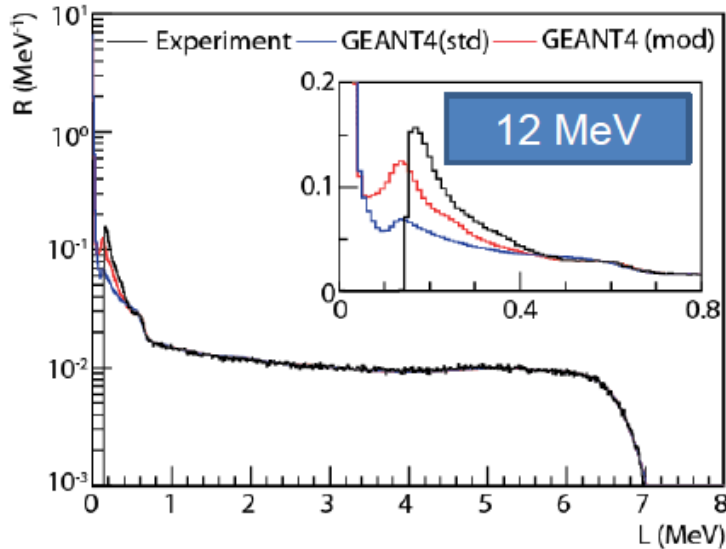 R (MeV⁻¹)
10¹
10⁰
10⁻¹
10⁻²
10⁻³
Experiment GEANT4(std) GEANT4 (mod)
12 MeV
0.2
0.1
0
0 0.4 0.8
0 1 2 3 4 5 6 7 8
L (MeV)